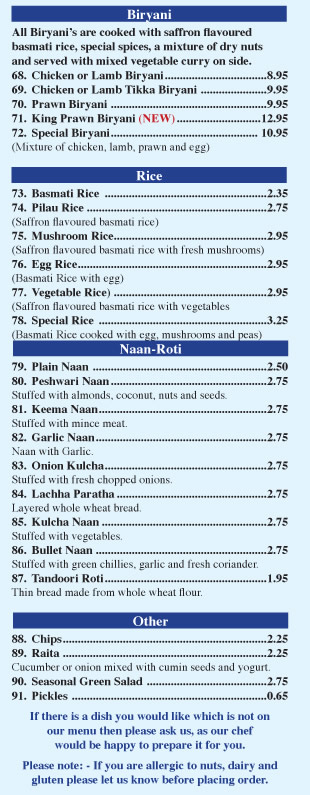 Biryani
All Biryani's are cooked with saffron flavoured
basmati rice, special spices, a mixture of dry nuts
and served with mixed vegetable curry on side.
68. Chicken or Lamb Biryani..............................8.95
69. Chicken or Lamb Tikka Biryani ....................9.95
70. Prawn Biryani ..............................................9.95
71. King Prawn Biryani (NEW)........................12.95
72. Special Biryani............................................ 10.95
(Mixture of chicken, lamb, prawn and egg)
Rice
73. Basmati Rice ................................................2.35
74. Pilau Rice .....................................................2.75
(Saffron flavoured basmati rice)
75. Mushroom Rice.............................................2.95
(Saffron flavoured basmati rice with fresh mushrooms)
76. Egg Rice........................................................2.95
(Basmati Rice with egg)
77. Vegetable Rice) .............................................2.95
(Saffron flavoured basmati rice with vegetables
78. Special Rice ..................................................3.25
(Basmati Rice cooked with egg, mushrooms and peas)
Naan-Roti
79. Plain Naan ...................................................2.50
80. Peshwari Naan..............................................2.75
Stuffed with almonds, coconut, nuts and seeds.
81. Keema Naan.................................................2.75
Stuffed with mince meat.
82. Garlic Naan..................................................2.75
Naan with Garlic.
83. Onion Kulcha...............................................2.75
Stuffed with fresh chopped onions.
84. Lachha Paratha ............................................2.75
Layered whole wheat bread.
85. Kulcha Naan ................................................2.75
Stuffed with vegetables.
86. Bullet Naan ..................................................2.75
Stuffed with green chillies, garlic and fresh coriander.
87. Tandoori Roti................................................1.95
Thin bread made from whole wheat flour.
Other
88. Chips.............................................................2.25
89. Raita .............................................................2.25
Cucumber or onion mixed with cumin seeds and yogurt.
90. Seasonal Green Salad ...................................2.75
91. Pickles ..........................................................0.65
If there is a dish you would like which is not on
our menu then please ask us, as our chef
would be happy to prepare it for you.
Please note: - If you are allergic to nuts, dairy and
gluten please let us know before placing order.